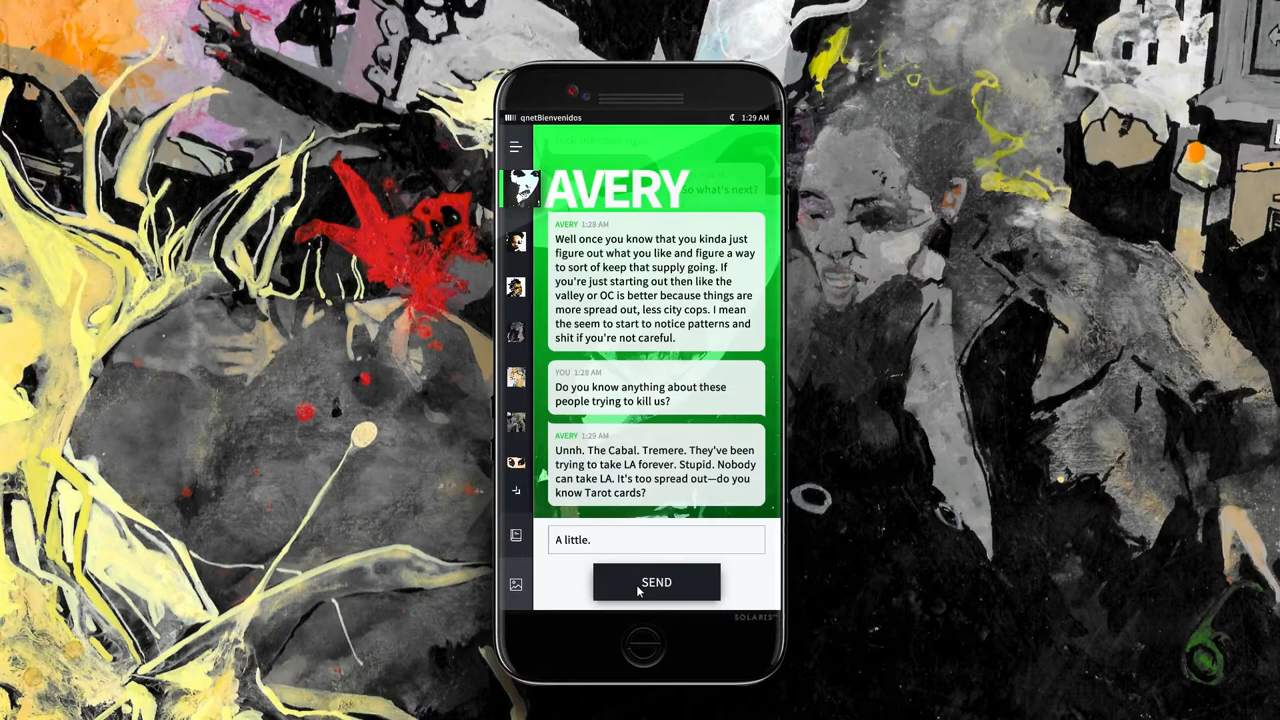 qnetBienvenidos 1:29 AM
AVERY
So what's next?
AVERY 1:28 AM
Well once you know that you kinda just
figure out what you like and figure a way
to sort of keep that supply going. If
you're just starting out then like the
valley or OC is better because things are
more spread out, less city cops. I mean
the seem to start to notice patterns and
shit if you're not careful.
YOU 1:28 AM
Do you know anything about these
people trying to kill us?
AVERY 1:29 AM
Unnh. The Cabal. Tremere. They've been
trying to take LA forever. Stupid. Nobody
can take LA. It's too spread out—do you
know Tarot cards?
A little.
SEND
SOLARIS